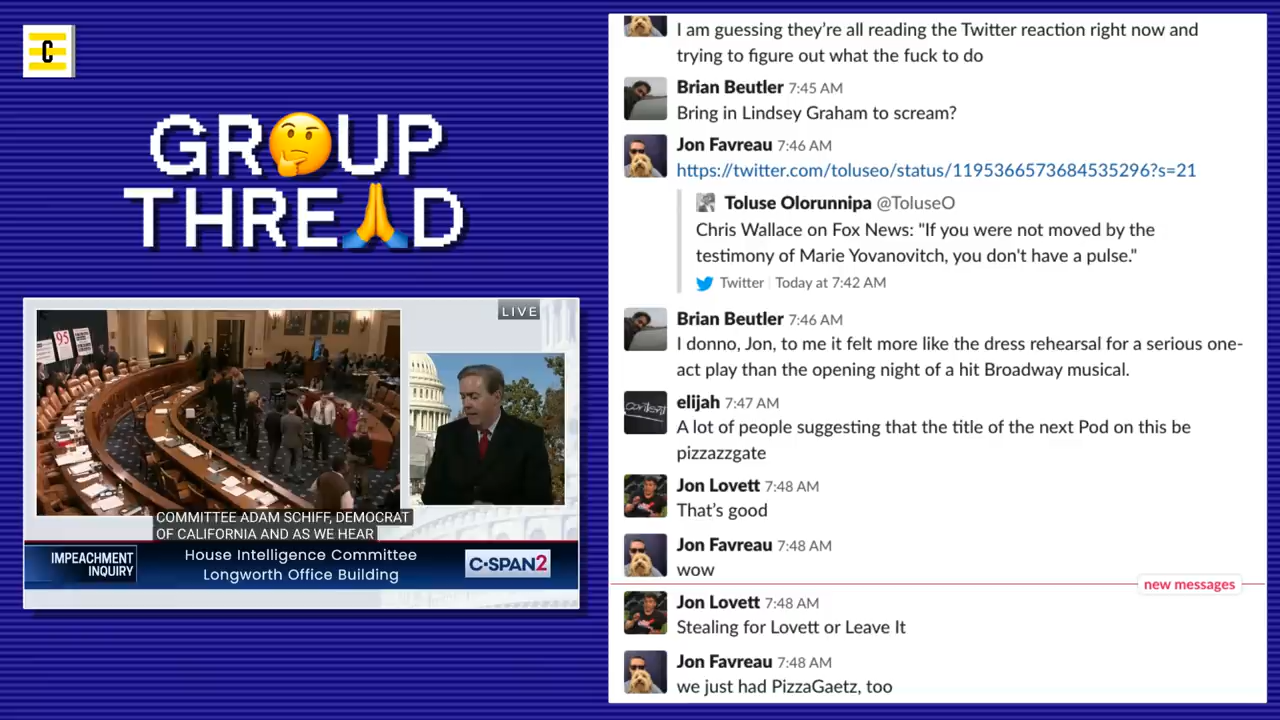 C
GROUP
THREAD
LIVE
95
COMMITTEE ADAM SCHIFF, DEMOCRAT
OF CALIFORNIA AND AS WE HEAR
IMPEACHMENT
INQUIRY
House Intelligence Committee
Longworth Office Building
C-SPAN2
I am guessing they’re all reading the Twitter reaction right now and
trying to figure out what the fuck to do
Brian Beutler 7:45 AM
Bring in Lindsey Graham to scream?
Jon Favreau 7:46 AM
https://twitter.com/toluseo/status/1195366573684535296?s=21
Toluse Olorunnipa @ToluseO
Chris Wallace on Fox News: "If you were not moved by the
testimony of Marie Yovanovitch, you don't have a pulse."
Twitter | Today at 7:42 AM
Brian Beutler 7:46 AM
I donno, Jon, to me it felt more like the dress rehearsal for a serious one-
act play than the opening night of a hit Broadway musical.
content
elijah 7:47 AM
A lot of people suggesting that the title of the next Pod on this be
pizzazzgate
Jon Lovett 7:48 AM
That’s good
Jon Favreau 7:48 AM
wow
new messages
Jon Lovett 7:48 AM
Stealing for Lovett or Leave It
Jon Favreau 7:48 AM
we just had PizzaGaetz, too